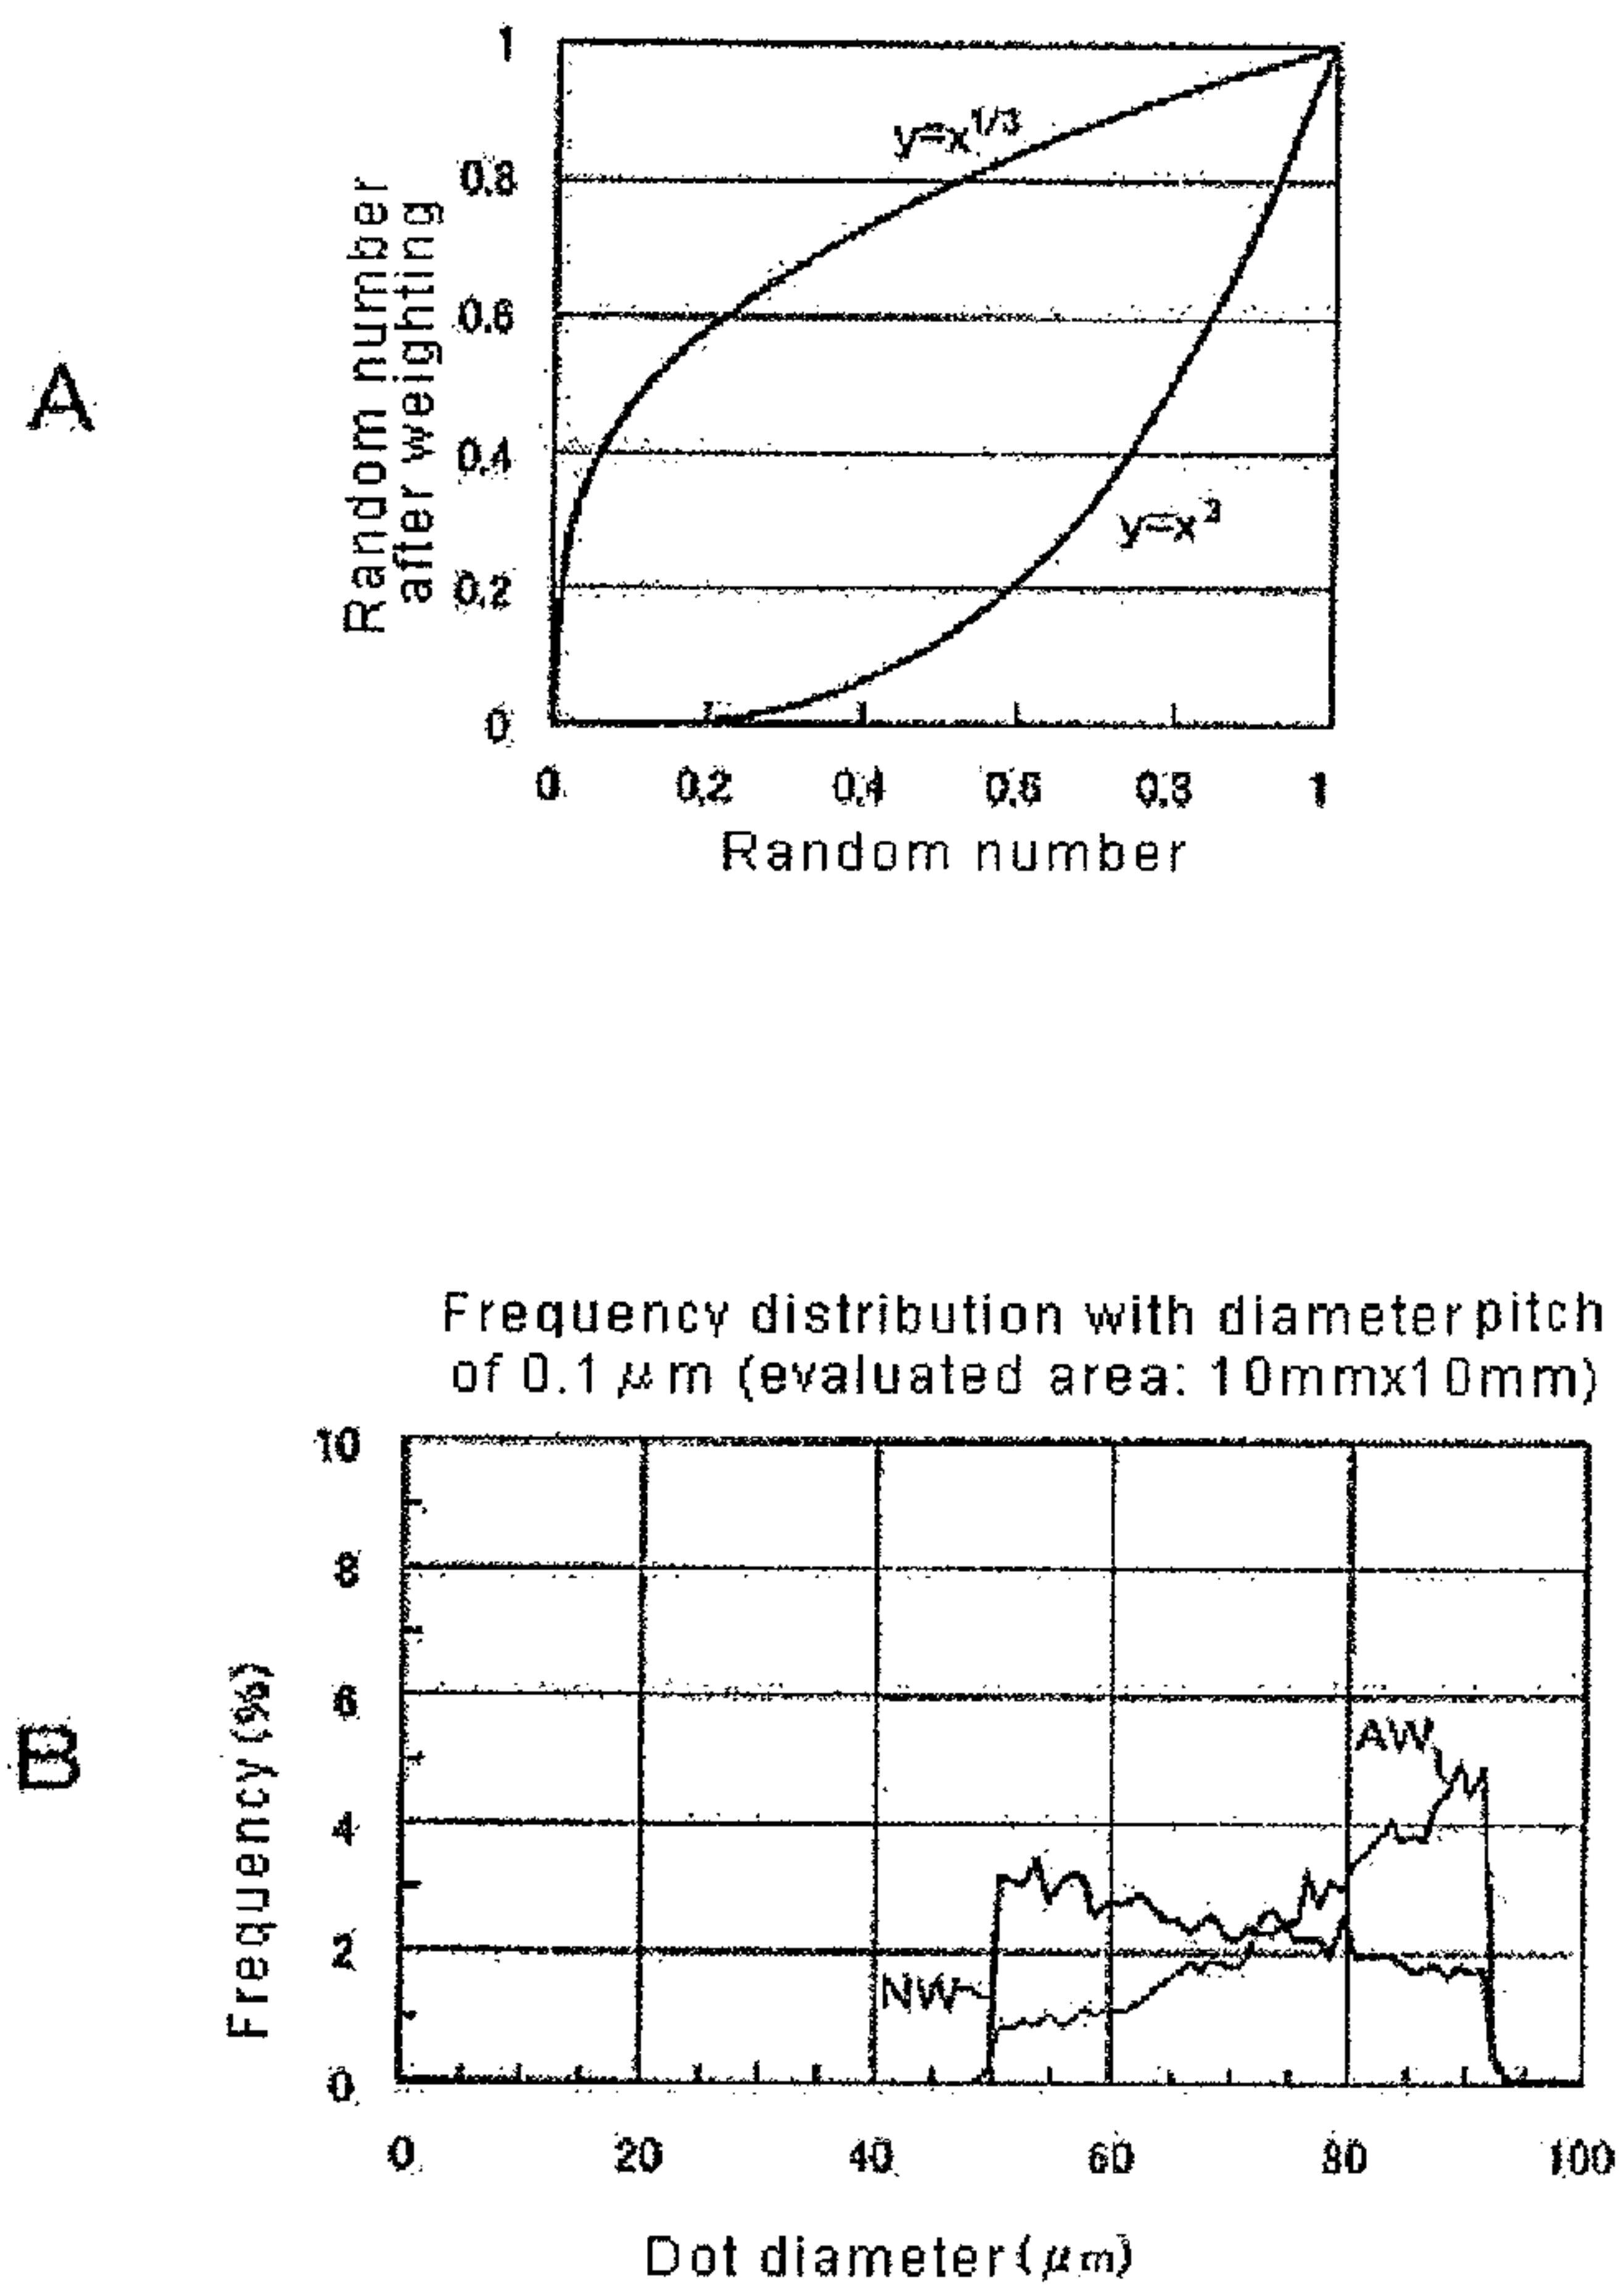 A
Random number
after weighting
1
0.8
0.6
0.4
0.2
0
y=x^1/3
y=x^3
0 0.2 0.4 0.6 0.8 1
Random number
B
Frequency distribution with diameter pitch
of 0.1 μm (evaluated area: 10mmx10mm)
Frequency(%)
10
8
6
4
2
0
AW
NW
0 20 40 60 80 100
Dot diameter(μm)